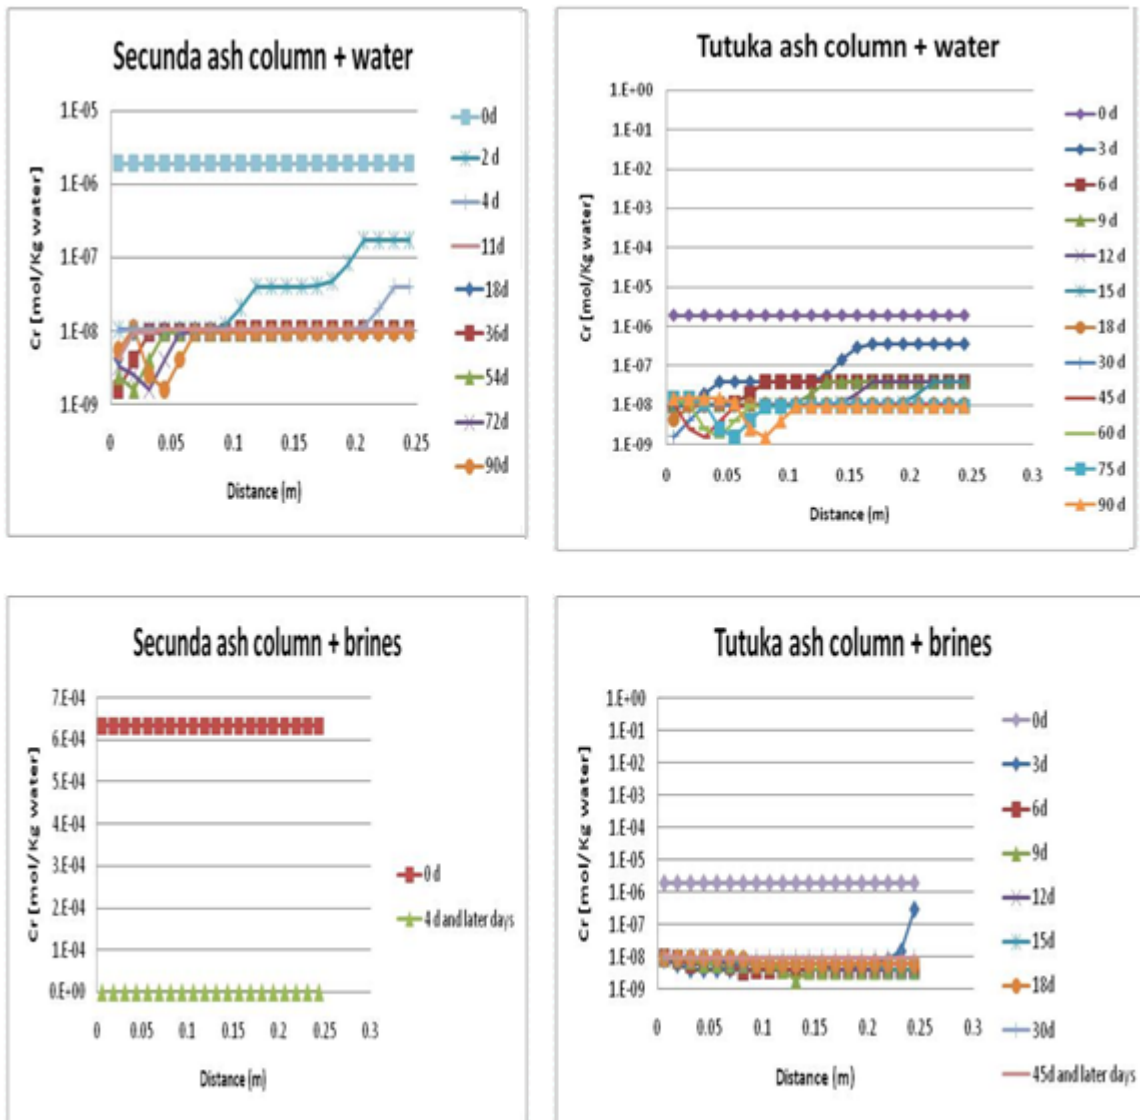 Secunda ash column + water
1.E-05
1.E-06
1.E-07
1.E-08
1.E-09
Cr [mol/Kg water]
0 0.05 0.1 0.15 0.2 0.25
Distance (m)
0d
2 d
4 d
11d
18d
36d
54d
72d
90d
Tutuka ash column + water
1.E+00
1.E-01
1.E-02
1.E-03
1.E-04
1.E-05
1.E-06
1.E-07
1.E-08
1.E-09
Cr [mol/Kg water]
0 0.05 0.1 0.15 0.2 0.25 0.3
Distance (m)
0 d
3 d
6 d
9 d
12 d
15 d
18 d
30 d
45 d
60 d
75 d
90 d
Secunda ash column + brines
7.E-04
6.E-04
5.E-04
4.E-04
3.E-04
2.E-04
1.E-04
0.E+00
Cr [mol/Kg water]
0 0.05 0.1 0.15 0.2 0.25 0.3
Distance (m)
0 d
4 d and later days
Tutuka ash column + brines
1.E+00
1.E-01
1.E-02
1.E-03
1.E-04
1.E-05
1.E-06
1.E-07
1.E-08
1.E-09
Cr [mol/Kg water]
0 0.05 0.1 0.15 0.2 0.25 0.3
Distance (m)
0d
3d
6d
9d
12d
15d
18d
30d
45d and later days